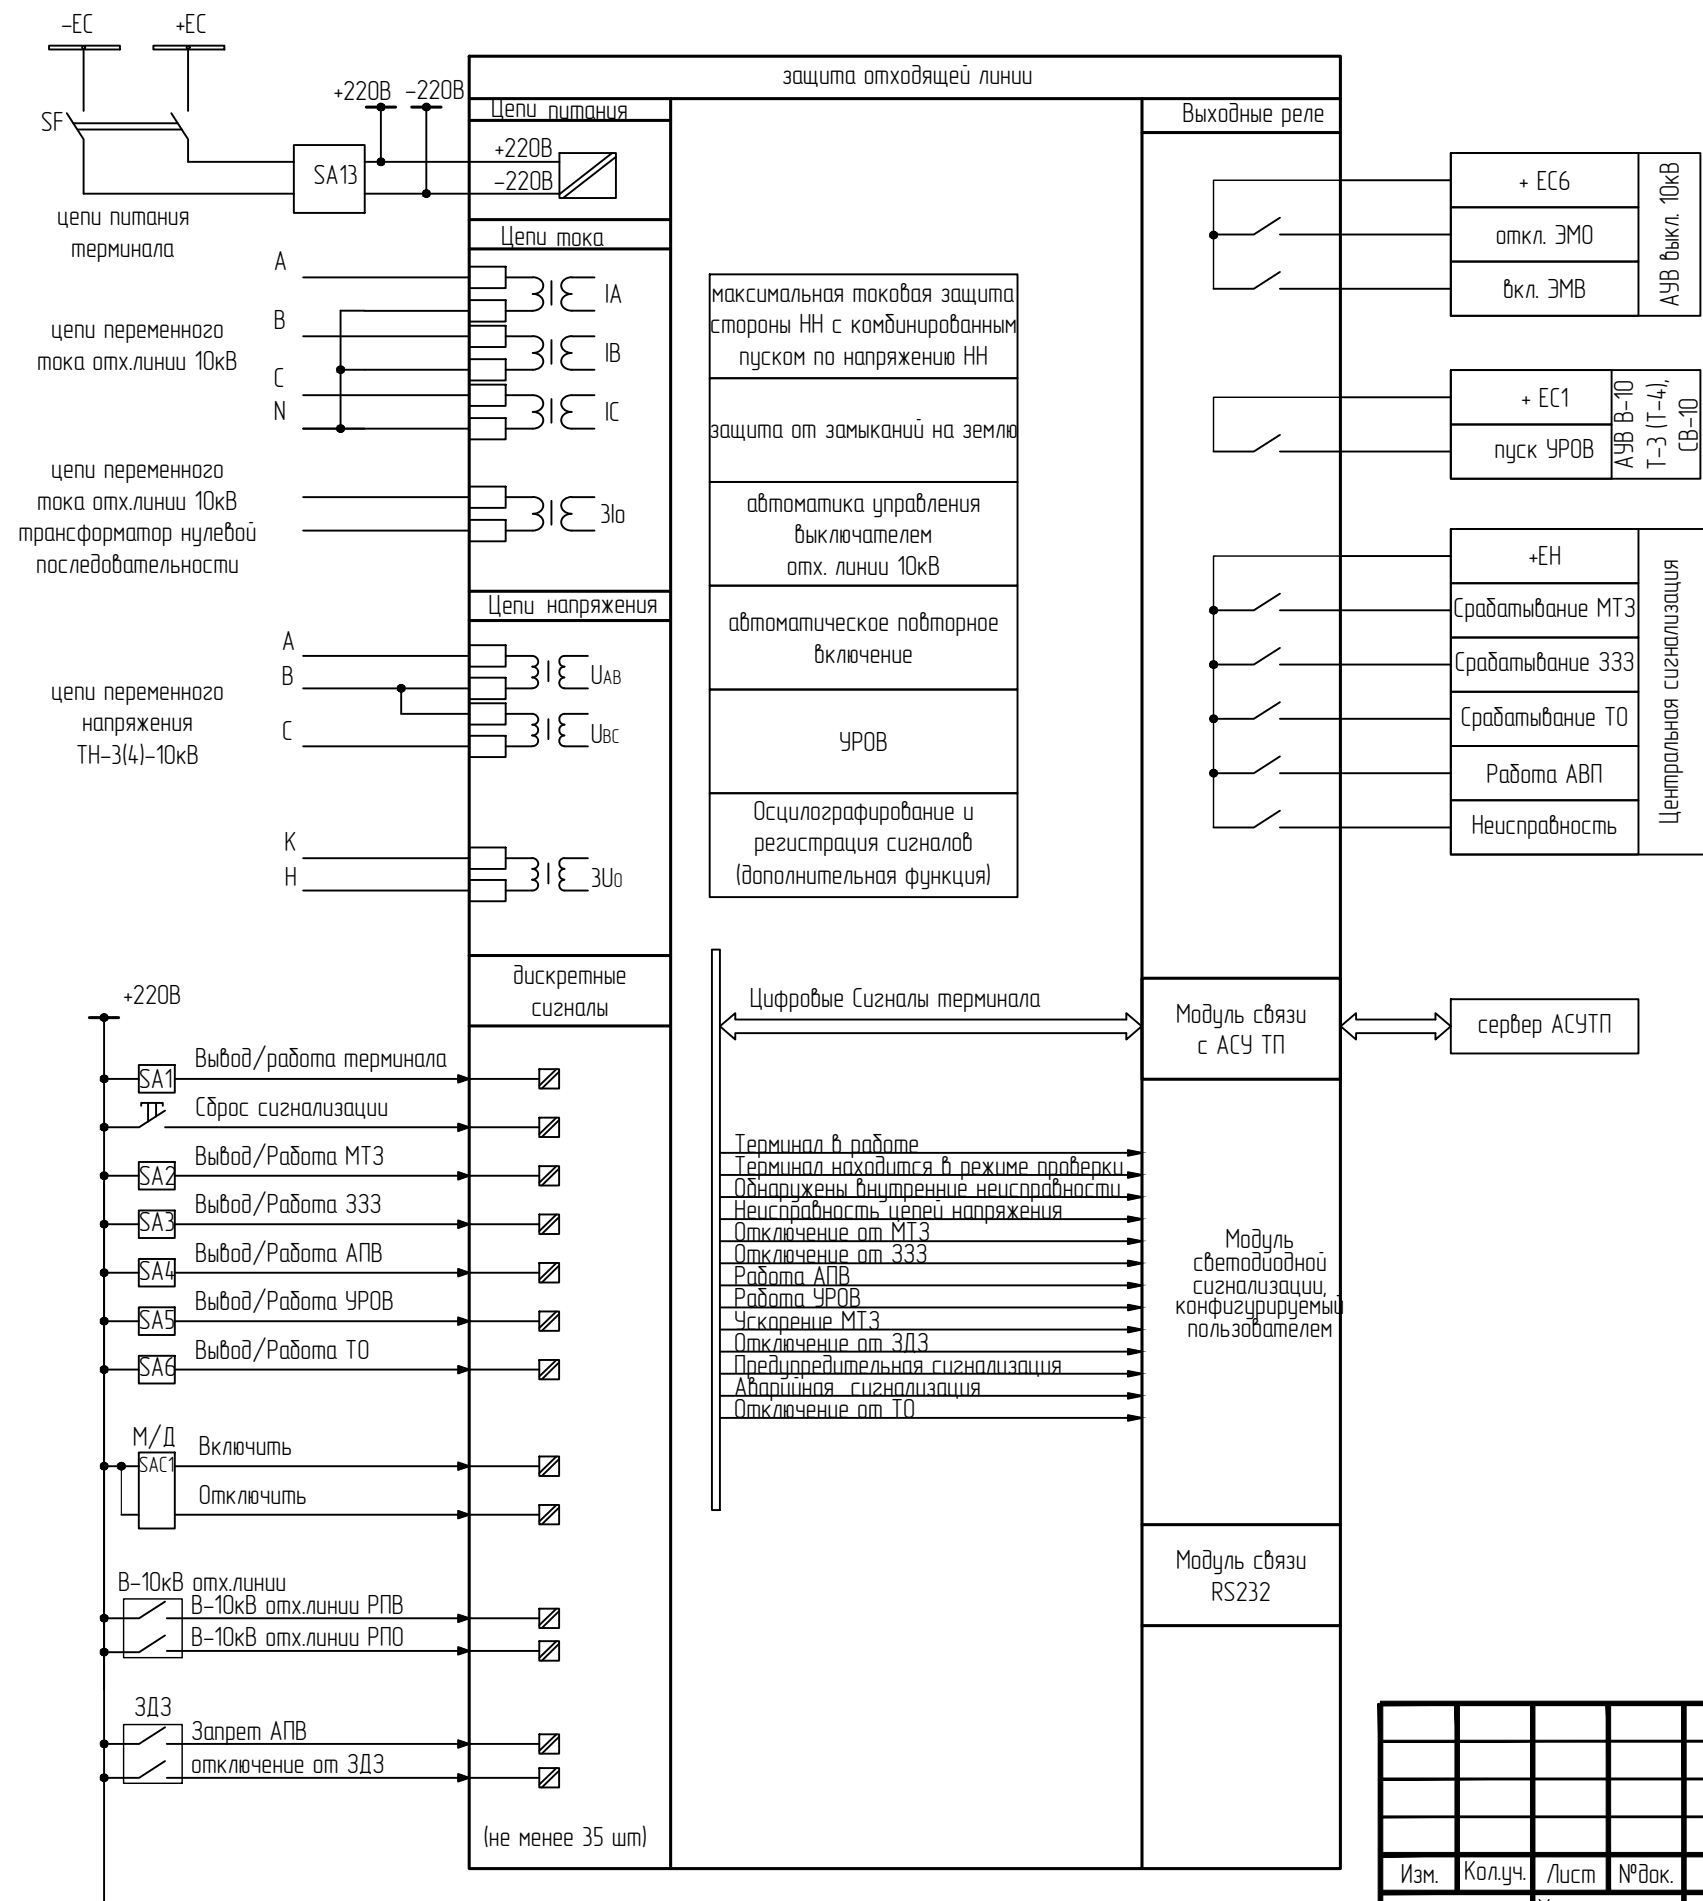 -ЕС
+ЕС
SF
+220В
-220В
SA13
цепи питания
терминала
защита отходящей линии
Цепи питания
+220В
-220В
Цепи тока
A
B
C
N
цепи переменного
тока отх.линии 10кВ
IA
IB
IC
цепи переменного
тока отх.линии 10кВ
трансформатор нулевой
последовательности
3Io
Цепи напряжения
A
B
C
цепи переменного
напряжения
ТН-3(4)-10кВ
UAB
UBC
К
Н
3U0
дискретные
сигналы
+220В
SA1
Вывод/работа терминала
Сброс сигнализации
SA2
Вывод/Работа МТЗ
SA3
Вывод/Работа ЗЗЗ
SA4
Вывод/Работа АПВ
SA5
Вывод/Работа УРОВ
SA6
Вывод/Работа ТО
М/Д
SAC1
Включить
Отключить
В-10кВ отх.линии
В-10кВ отх.линии РПВ
В-10кВ отх.линии РПО
ЗДЗ
Запрет АПВ
отключение от ЗДЗ
(не менее 35 шт)
максимальная токовая защита
стороны НН с комбинированным
пуском по напряжению НН
защита от замыканий на землю
автоматика управления
выключателем
отх. линии 10кВ
автоматическое повторное
включение
УРОВ
Осцилографирование и
регистрация сигналов
(дополнительная функция)
Цифровые Сигналы терминала
Терминал в работе
Терминал находится в режиме проверки
Обнаружены внутренние неисправности
Неисправность цепей напряжения
Отключение от МТЗ
Отключение от ЗЗЗ
Работа АПВ
Работа УРОВ
Ускорение МТЗ
Отключение от ЗДЗ
Предупредительная сигнализация
Аварийная сигнализация
Отключение от ТО
Выходные реле
Модуль связи
с АСУ ТП
Модуль
светодиодной
сигнализации,
конфигурируемый
пользователем
Модуль связи
RS232
+ ЕС6
откл. ЭМО
вкл. ЭМВ
АУВ выкл. 10кВ
+ ЕС1
пуск УРОВ
АУВ В-10
Т-3 (Т-4),
СВ-10
+ЕН
Срабатывание МТЗ
Срабатывание ЗЗЗ
Срабатывание ТО
Работа АВП
Неисправность
Центральная сигнализация
сервер АСУТП
Изм.
Кол.уч.
Лист
№док.